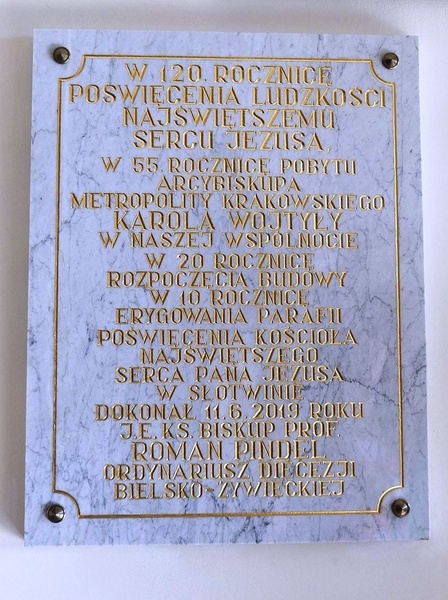 W 120. ROCZNICĘ
POŚWIĘCENIA LUDZKOŚCI
NAJŚWIĘTSZEMU
SERCU JEZUSA,
W 55. ROCZNICĘ POBYTU
ARCYBISKUPA
METROPOLITY KRAKOWSKIEGO
KAROLA WOJTYŁY
W NASZEJ WSPÓLNOCIE
W 20 ROCZNICĘ
ROZPOCZĘCIA BUDOWY
W 10 ROCZNICĘ
ERYGOWANIA PARAFII
POŚWIĘCENIA KOŚCIOŁA
NAJŚWIĘTSZEGO
SERCA PANA JEZUSA
W SŁOTWINIE
DOKONAŁ 11.6.2019 ROKU
J.E. KS. BISKUP PROF.
ROMAN PINDEL
ORDYNARIUSZ DIECEZJI
BIELSKO-ŻYWIECKIEJ